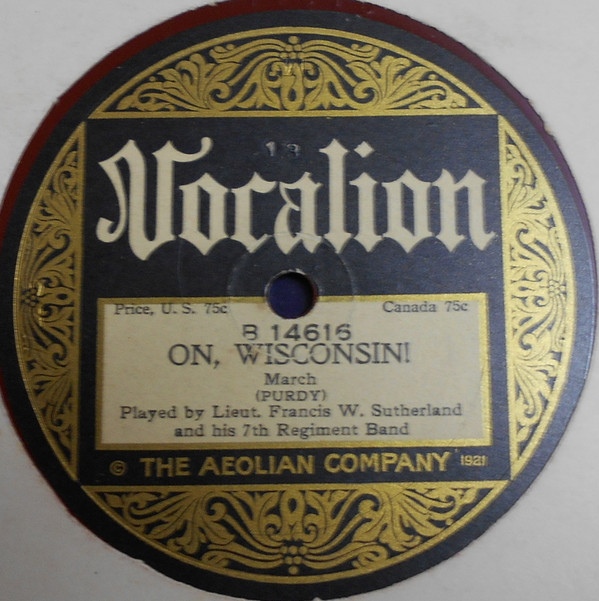 Vocalion
Price, U. S. 75c Canada 75c
B 14616
ON, WISCONSIN!
March
(PURDY)
Played by Lieut. Francis W. Sutherland
and his 7th Regiment Band
© THE AEOLIAN COMPANY 1921